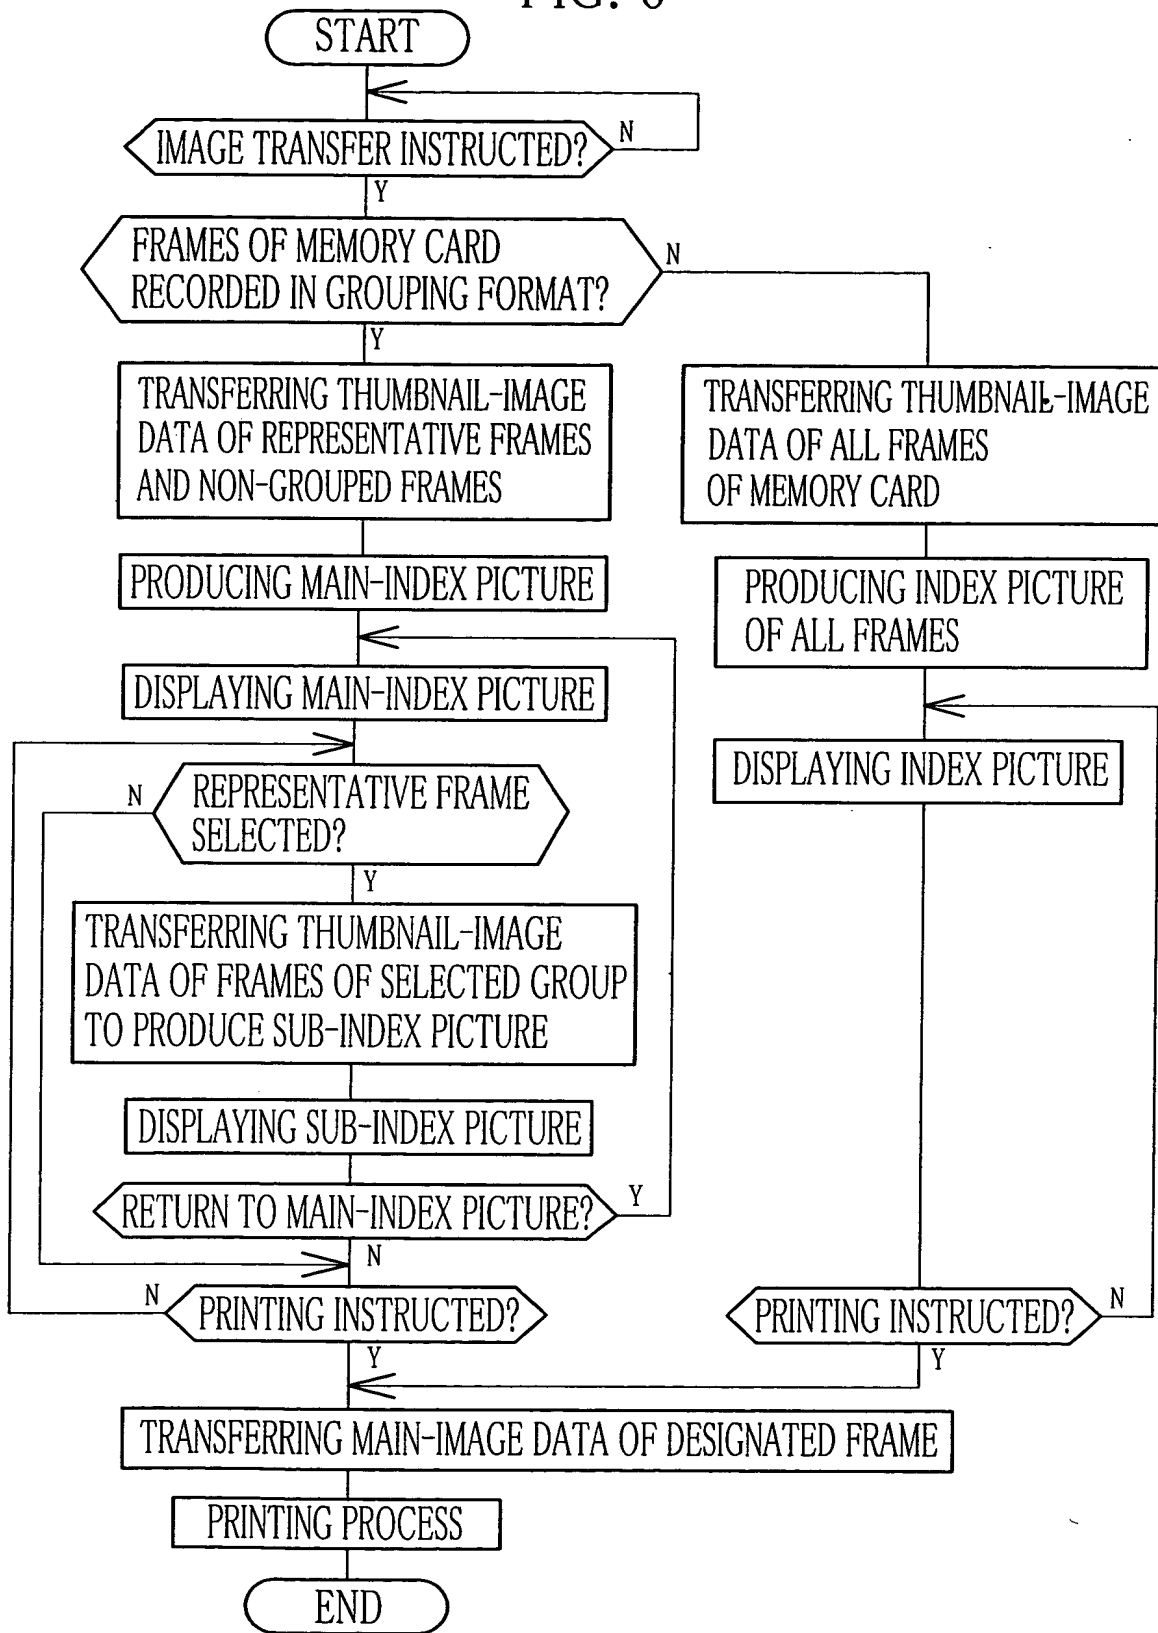 FIG. 6
START
IMAGE TRANSFER INSTRUCTED?
N
Y
FRAMES OF MEMORY CARD
RECORDED IN GROUPING FORMAT?
N
Y
TRANSFERRING THUMBNAIL-IMAGE
DATA OF REPRESENTATIVE FRAMES
AND NON-GROUPED FRAMES
TRANSFERRING THUMBNAIL-IMAGE
DATA OF ALL FRAMES
OF MEMORY CARD
PRODUCING MAIN-INDEX PICTURE
PRODUCING INDEX PICTURE
OF ALL FRAMES
DISPLAYING MAIN-INDEX PICTURE
DISPLAYING INDEX PICTURE
N
REPRESENTATIVE FRAME
SELECTED?
Y
TRANSFERRING THUMBNAIL-IMAGE
DATA OF FRAMES OF SELECTED GROUP
TO PRODUCE SUB-INDEX PICTURE
DISPLAYING SUB-INDEX PICTURE
RETURN TO MAIN-INDEX PICTURE?
Y
N
N
PRINTING INSTRUCTED?
Y
PRINTING INSTRUCTED?
N
Y
TRANSFERRING MAIN-IMAGE DATA OF DESIGNATED FRAME
PRINTING PROCESS
END